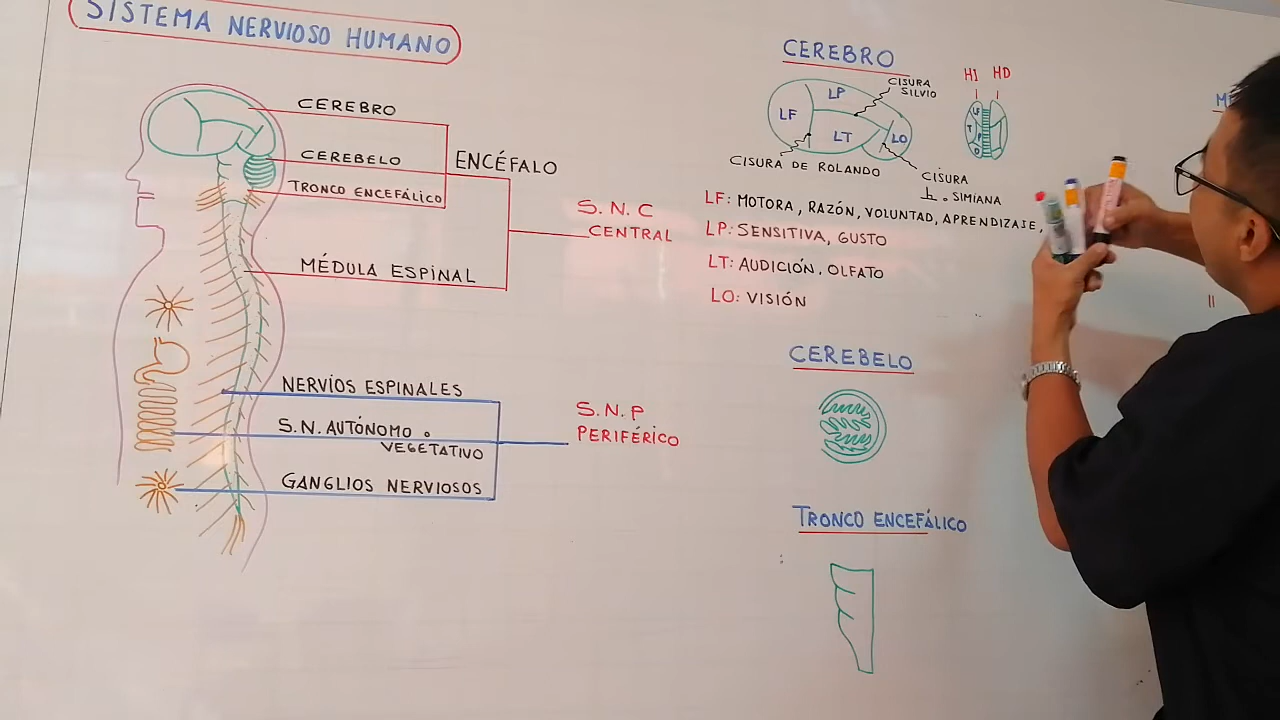 SISTEMA NERVIOSO HUMANO
CEREBRO
CEREBELO
TRONCO ENCEFÁLICO
ENCÉFALO
MÉDULA ESPINAL
S.N.C
CENTRAL
NERVÍOS ESPINALES
S.N. AUTÓNOMO o
VEGETATIVO
GANGLIOS NERVIOSOS
S.N.P
PERIFÉRICO
CEREBRO
CISURA
SILVIO
LP
LF
LT
LO
CISURA DE ROLANDO
CISURA
⊥. SIMIANA
HI HD
LF
T
P
O
LF: MOTORA, RAZÓN, VOLUNTAD, APRENDIZAJE,
LP: SENSITIVA, GUSTO
LT: AUDICIÓN, OLFATO
LO: VISIÓN
CEREBELO
TRONCO ENCEFÁLICO